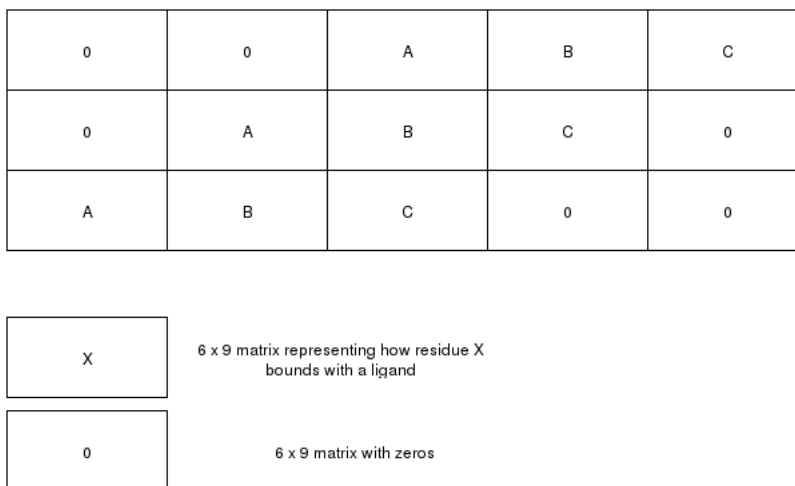 0 0 A B C
0 A B C 0
A B C 0 0
X
6 x 9 matrix representing how residue X
bounds with a ligand
0
6 x 9 matrix with zeros